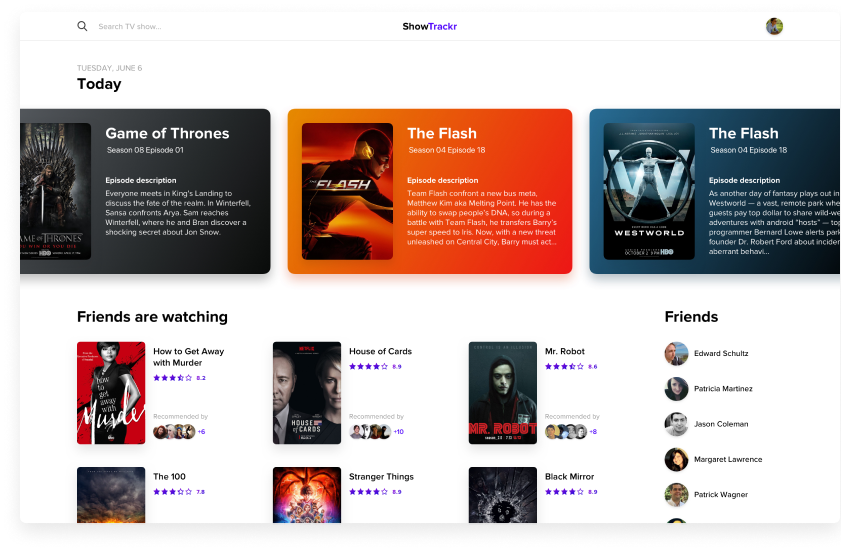 Search TV show...
ShowTrackr
TUESDAY, JUNE 6
Today
Game of Thrones
Season 08 Episode 01
Episode description
Everyone meets in King's Landing to
discuss the fate of the realm. In Winterfell,
Sansa confronts Arya. Sam reaches
Winterfell, where he and Bran discover a
shocking secret about Jon Snow.
AME OF THRONES
HBO
FLASH
The Flash
Season 04 Episode 18
Episode description
Team Flash confront a new bus meta,
Matthew Kim aka Melting Point. He has the
ability to swap people's DNA, so during a
battle with Team Flash, he transfers Barry's
super speed to Iris. Now, with a new threat
unleashed on Central City, Barry must act...
WESTWORLD
HBO
The Flash
Season 04 Episode 18
Episode description
As another day of fantasy plays out in
Westworld — a vast, remote park whe
guests pay top dollar to share wild-we
adventures with android "hosts" — top
programmer Bernard Lowe alerts park
founder Dr. Robert Ford about inciden
aberrant behavi...
Friends are watching
how to
get away
with
Murder
How to Get Away
with Murder
8.2
Recommended by
+6
NETFLIX
HOUSE
of CARDS
House of Cards
8.9
Recommended by
+10
MR. ROBOT
Mr. Robot
8.6
Recommended by
+8
The 100
7.8
Stranger Things
8.9
Black Mirror
8.9
Friends
Edward Schultz
Patricia Martinez
Jason Coleman
Margaret Lawrence
Patrick Wagner